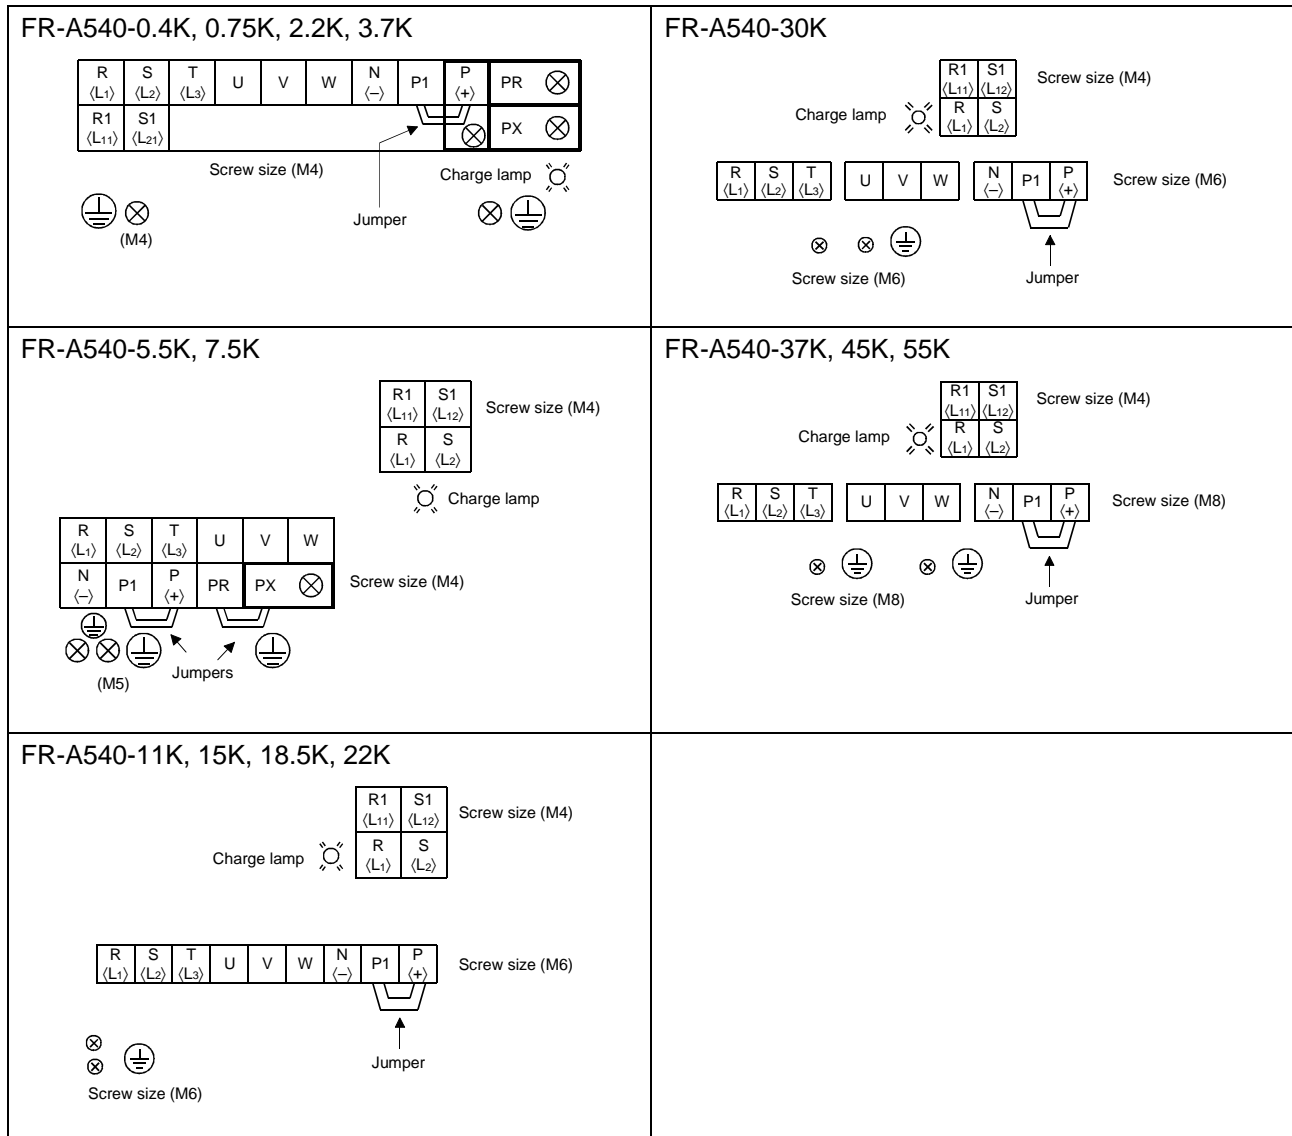 FR-A540-0.4K, 0.75K, 2.2K, 3.7K
R S T U V W N P1 P PR
⟨L1⟩ ⟨L2⟩ ⟨L3⟩ ⟨–⟩ ⟨+⟩
R1 S1 PX
⟨L11⟩ ⟨L21⟩
Screw size (M4)
Charge lamp
Jumper
(M4)
FR-A540-30K
R1 S1
⟨L11⟩ ⟨L12⟩
Screw size (M4)
Charge lamp
R S
⟨L1⟩ ⟨L2⟩
R S T U V W N P1 P
⟨L1⟩ ⟨L2⟩ ⟨L3⟩ ⟨–⟩ ⟨+⟩
Screw size (M6)
Screw size (M6)
Jumper
FR-A540-5.5K, 7.5K
R1 S1
⟨L11⟩ ⟨L12⟩
Screw size (M4)
R S
⟨L1⟩ ⟨L2⟩
Charge lamp
R S T U V W
⟨L1⟩ ⟨L2⟩ ⟨L3⟩
N P1 P PR PX
⟨–⟩ ⟨+⟩
Screw size (M4)
Jumpers
(M5)
FR-A540-37K, 45K, 55K
R1 S1
⟨L11⟩ ⟨L12⟩
Screw size (M4)
Charge lamp
R S
⟨L1⟩ ⟨L2⟩
R S T U V W N P1 P
⟨L1⟩ ⟨L2⟩ ⟨L3⟩ ⟨–⟩ ⟨+⟩
Screw size (M8)
Screw size (M8)
Jumper
FR-A540-11K, 15K, 18.5K, 22K
R1 S1
⟨L11⟩ ⟨L12⟩
Screw size (M4)
Charge lamp
R S
⟨L1⟩ ⟨L2⟩
R S T U V W N P1 P
⟨L1⟩ ⟨L2⟩ ⟨L3⟩ ⟨–⟩ ⟨+⟩
Screw size (M6)
Jumper
Screw size (M6)